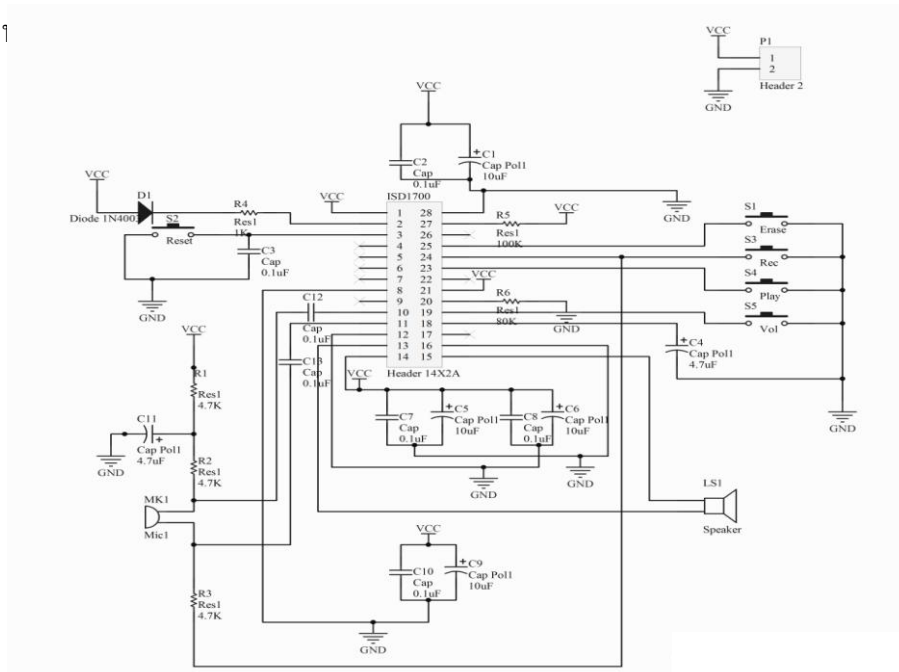 VCC
P1
1
2
Header 2
GND
VCC
C2
Cap
0.1uF
C1
Cap Pol1
10uF
GND
VCC
D1
Diode 1N4001
S2
Reset
R4
Res1
1K
C3
Cap
0.1uF
GND
VCC
ISD1700
1 28
2 27
3 26
4 25
5 24
6 23
7 22
8 21
9 20
10 19
11 18
12 17
13 16
14 15
Header 14X2A
R5
Res1
100K
VCC
VCC
R6
Res1
80K
GND
S1
Erase
S3
Rec
S4
Play
S5
Vol
C4
Cap Pol1
4.7uF
GND
C12
Cap
0.1uF
C13
Cap
0.1uF
VCC
R1
Res1
4.7K
C11
Cap Pol1
4.7uF
GND
R2
Res1
4.7K
MK1
Mic1
R3
Res1
4.7K
VCC
C7
Cap
0.1uF
C5
Cap Pol1
10uF
C8
Cap
0.1uF
C6
Cap Pol1
10uF
GND
GND
LS1
Speaker
VCC
C10
Cap
0.1uF
C9
Cap Pol1
10uF
GND